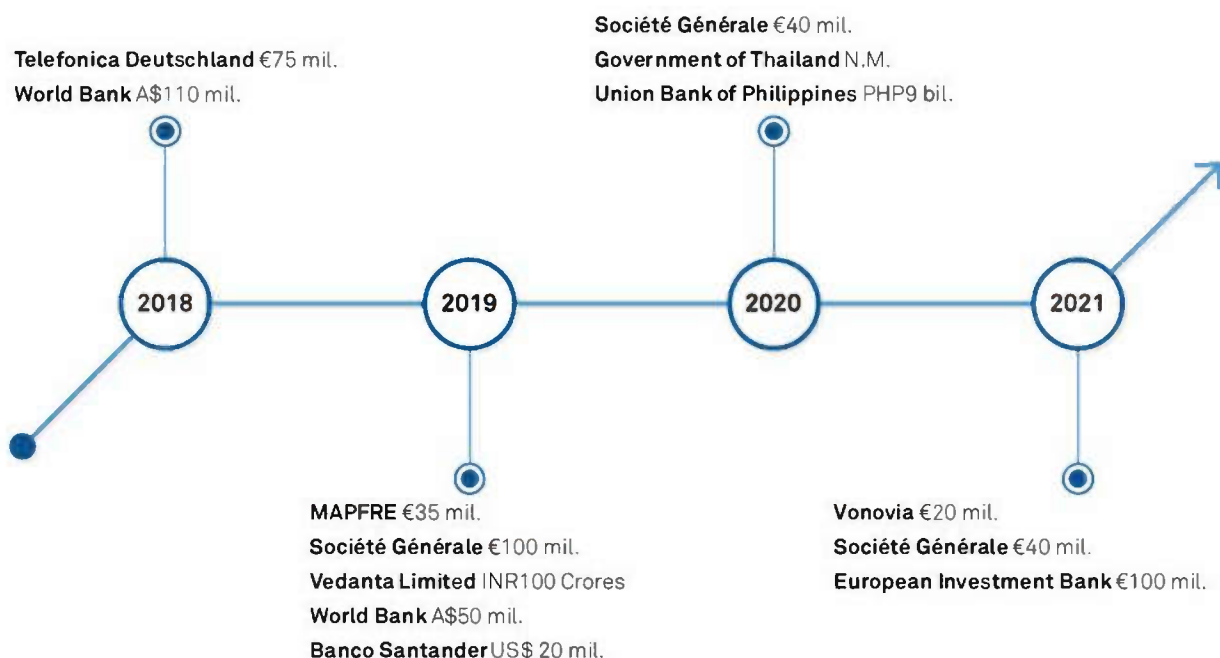 Telefonica Deutschland €75 mil.
World Bank A$110 mil.
Société Générale €40 mil.
Government of Thailand N.M.
Union Bank of Philippines PHP9 bil.
2018
2019
2020
2021
MAPFRE €35 mil.
Société Générale €100 mil.
Vedanta Limited INR100 Crores
World Bank A$50 mil.
Banco Santander US$ 20 mil.
Vonovia €20 mil.
Société Générale €40 mil.
European Investment Bank €100 mil.